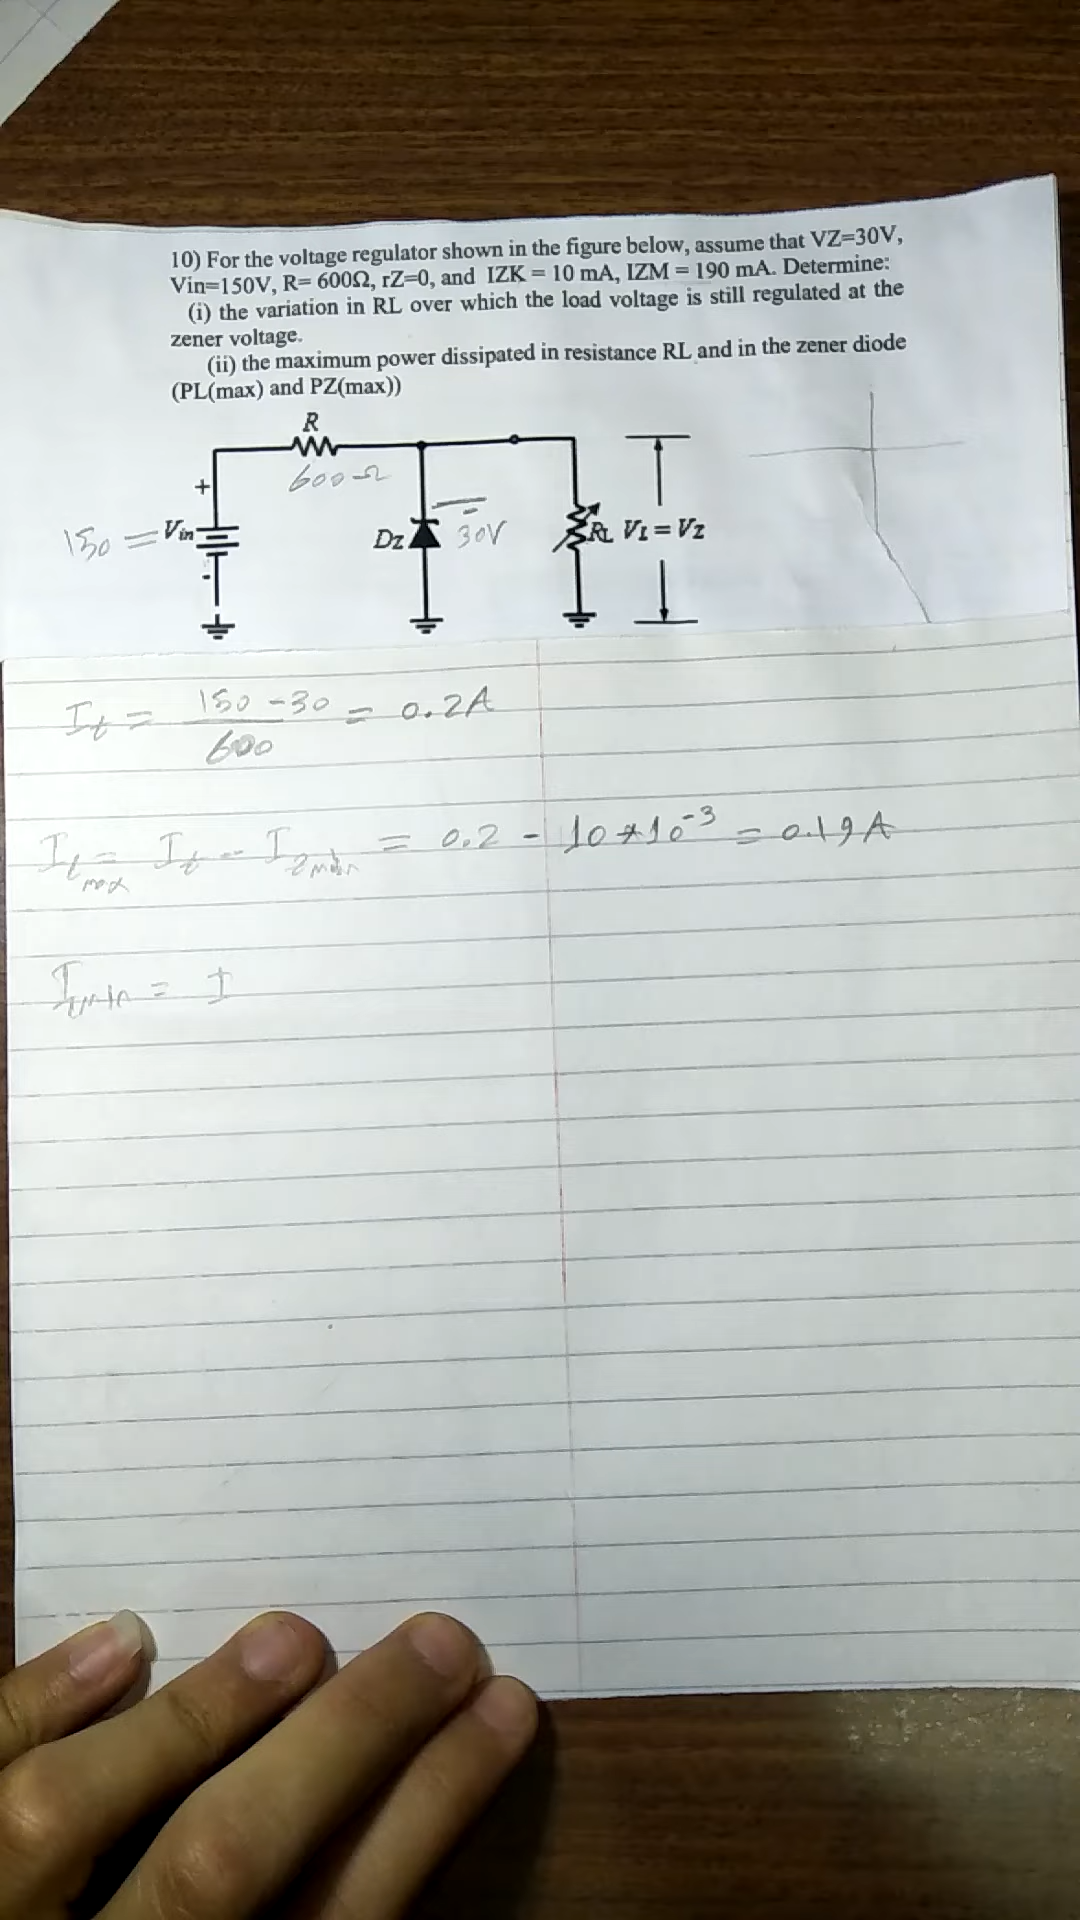 10) For the voltage regulator shown in the figure below, assume that VZ=30V,
Vin=150V, R= 600Ω, rZ=0, and IZK = 10 mA, IZM = 190 mA. Determine:
(i) the variation in RL over which the load voltage is still regulated at the
zener voltage.
(ii) the maximum power dissipated in resistance RL and in the zener diode
(PL(max) and PZ(max))
R
600Ω
+
150 = Vin
-
DZ
30V
RL
VL = VZ
It = 150 - 30 / 600 = 0.2A
IL max = It - IZ min = 0.2 - 10 * 10^-3 = 0.19A
ILmin = I